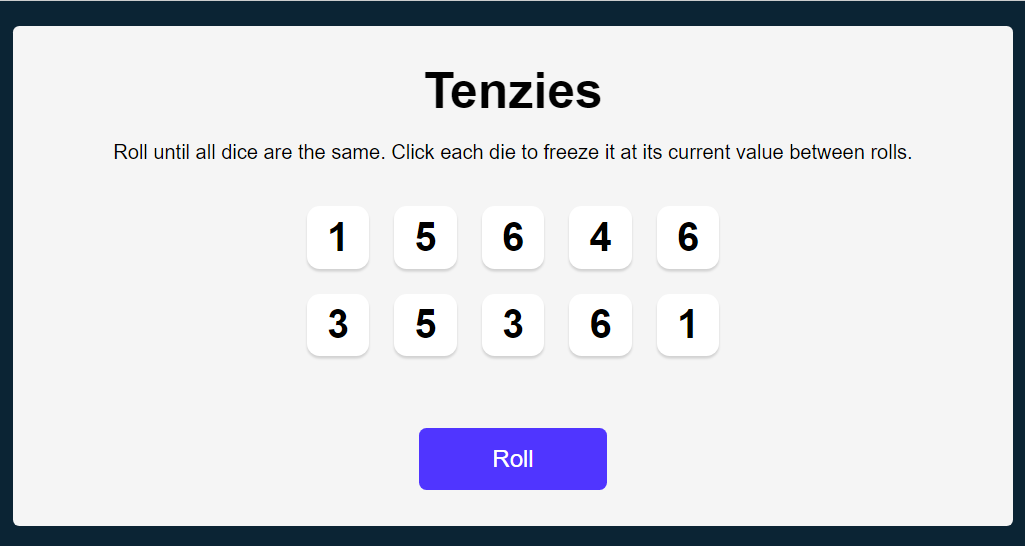 Tenzies
Roll until all dice are the same. Click each die to freeze it at its current value between rolls.
1 5 6 4 6
3 5 3 6 1
Roll